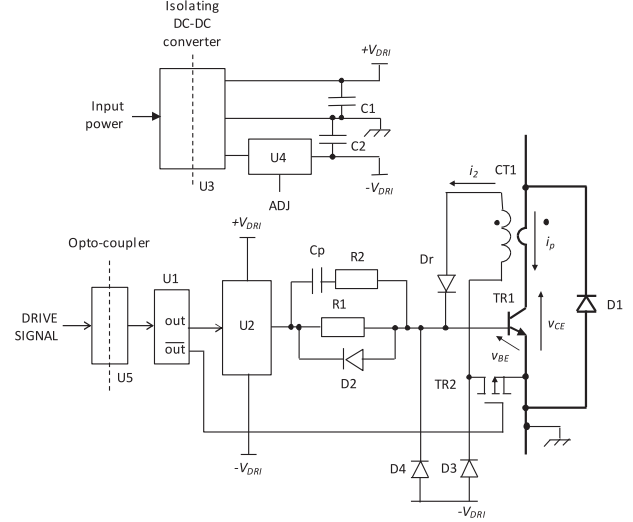 Isolating
DC-DC
converter
+VDRI
Input
power
C1
C2
U4
U3
ADJ
-VDRI
i2
CT1
+VDRI
Opto-coupler
Cp
R2
ip
Dr
U1
R1
TR1
D1
DRIVE
SIGNAL
out
U2
vCE
out
vBE
U5
D2
TR2
-VDRI
D4
D3
-VDRI